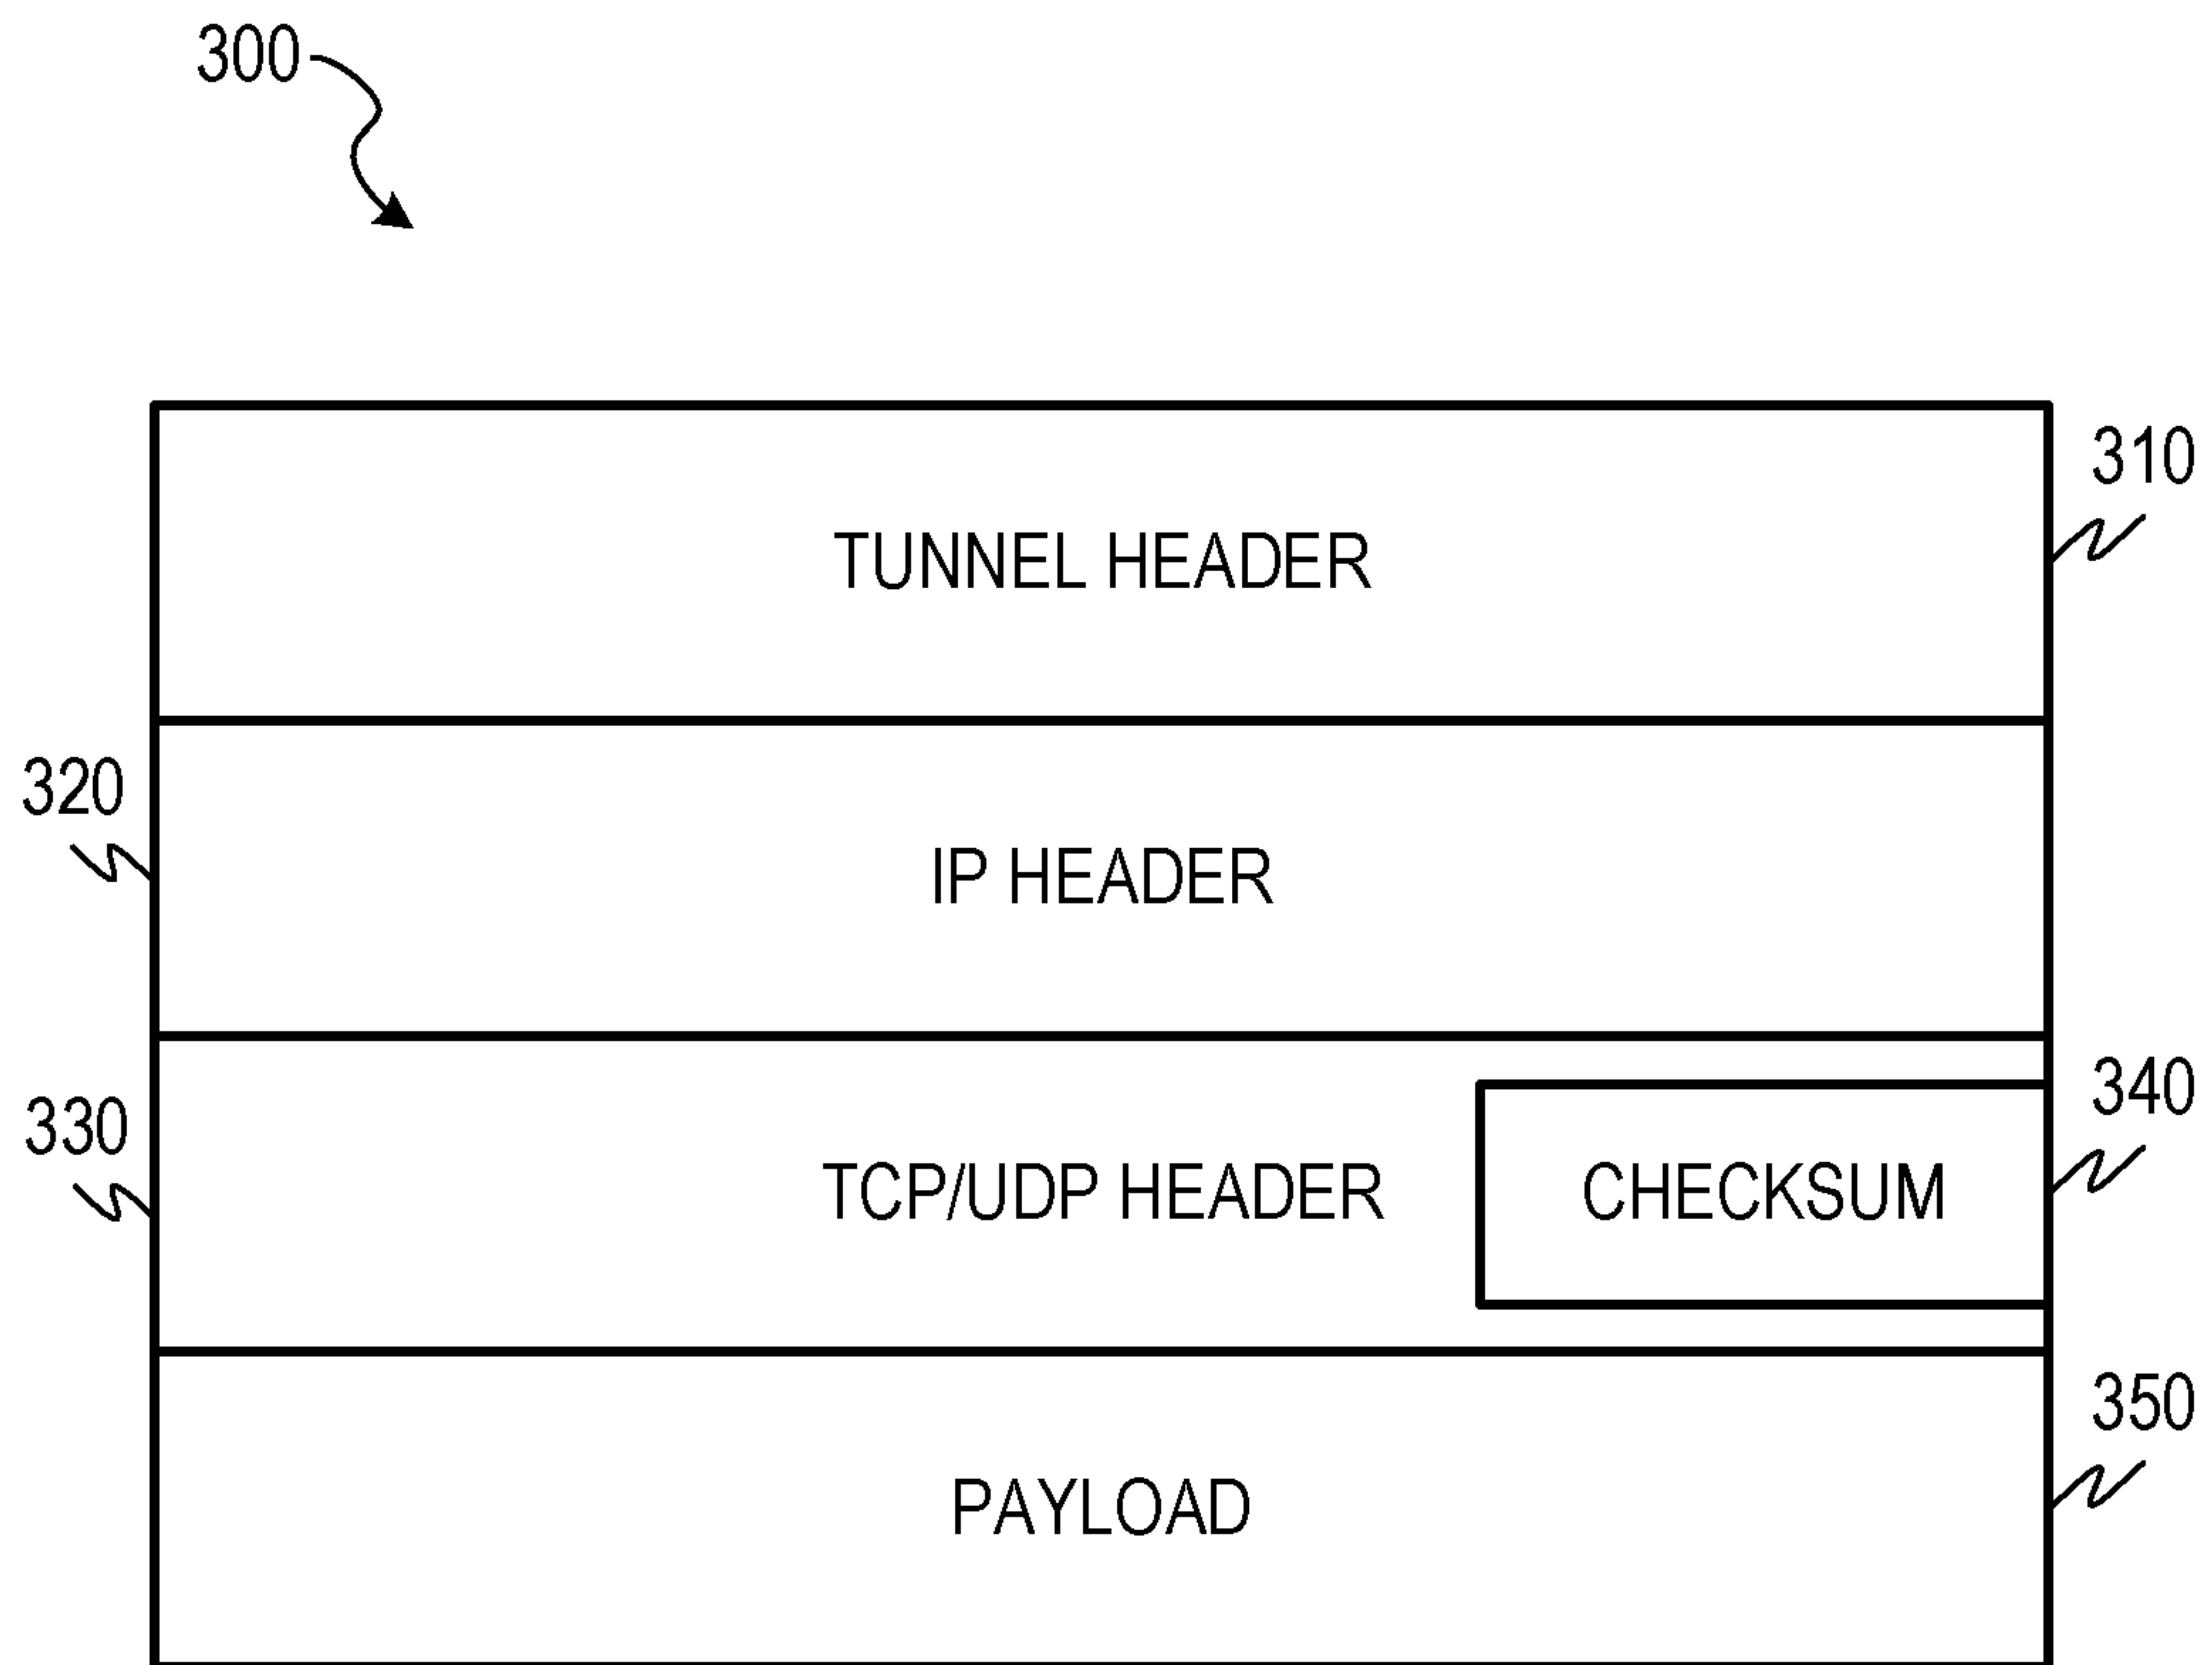 300
310
TUNNEL HEADER
320
IP HEADER
330
340
TCP/UDP HEADER
CHECKSUM
350
PAYLOAD